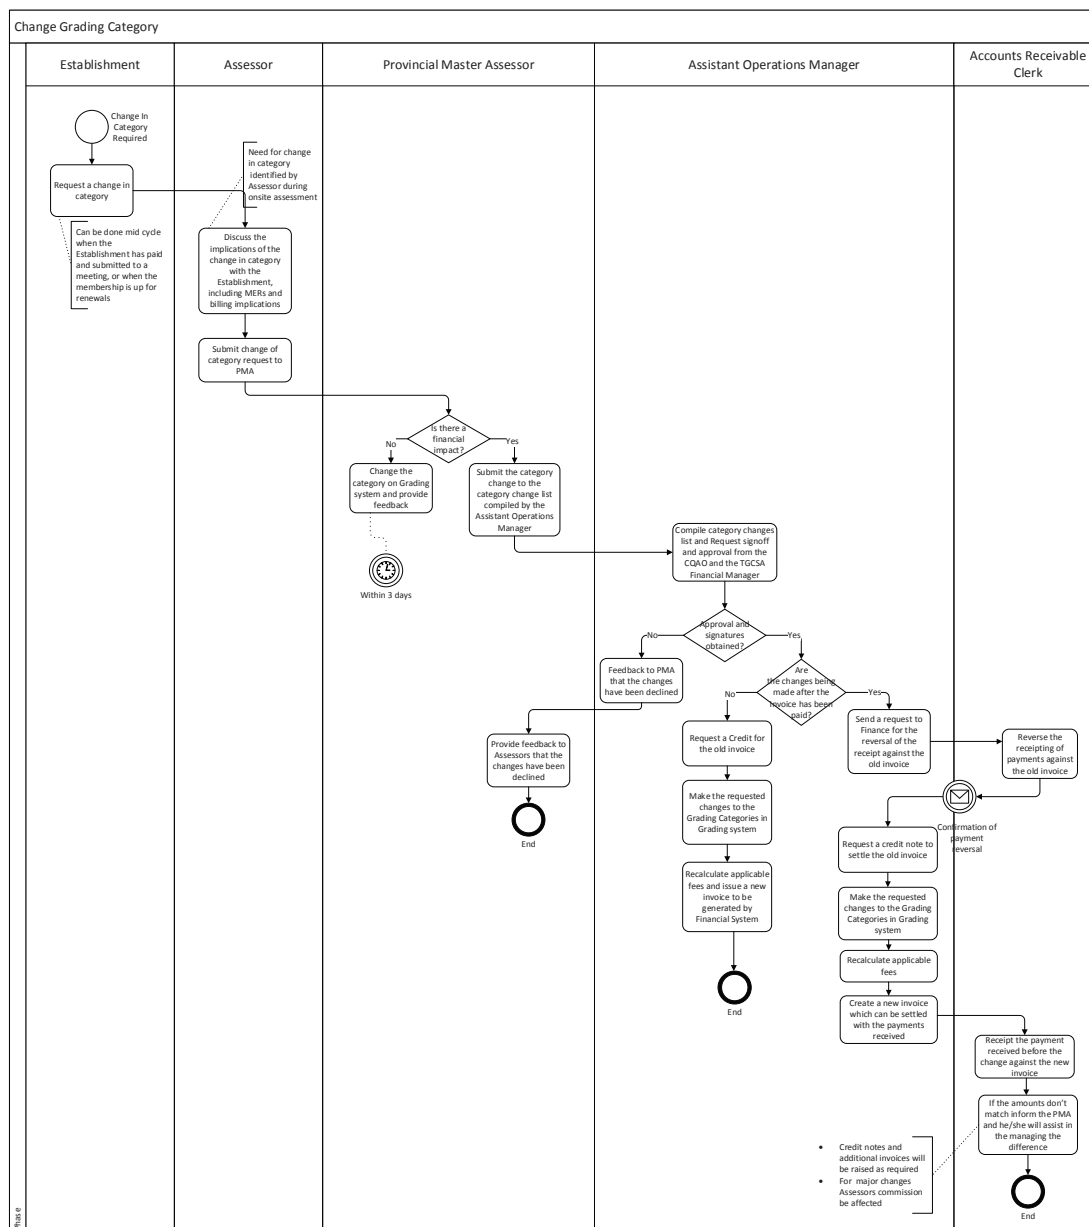 Change Grading Category
Establishment
Assessor
Provincial Master Assessor
Assistant Operations Manager
Accounts Receivable
Clerk
Change In
Category
Required
Request a change in
category
Can be done mid cycle
when the
Establishment has paid
and submitted to a
meeting, or when the
membership is up for
renewals
Need for change
in category
identified by
Assessor during
onsite assessment
Discuss the
implications of the
change in category
with the
Establishment,
including MERs and
billing implications
Submit change of
category request to
PMA
Is there a
financial
impact?
No
Yes
Change the
category on Grading
system and provide
feedback
Within 3 days
Submit the category
change to the
category change list
compiled by the
Assistant Operations
Manager
Compile category changes
list and Request signoff
and approval from the
CQAO and the TGCSA
Financial Manager
Approval and
signatures
obtained?
No
Yes
Feedback to PMA
that the changes
have been declined
Provide feedback to
Assessors that the
changes have been
declined
End
Are
the changes being
made after the
invoice has been
paid?
No
Yes
Request a Credit for
the old invoice
Make the requested
changes to the
Grading Categories in
Grading system
Recalculate applicable
fees and issue a new
invoice to be
generated by
Financial System
End
Send a request to
Finance for the
reversal of the
receipt against the
old invoice
Reverse the
receipting of
payments against
the old invoice
Confirmation of
payment
reversal
Request a credit note to
settle the old invoice
Make the requested
changes to the Grading
Categories in Grading
system
Recalculate applicable
fees
Create a new invoice
which can be settled
with the payments
received
Receipt the payment
received before the
change against the new
invoice
If the amounts don't
match inform the PMA
and he/she will assist in
the managing the
difference
• Credit notes and
additional invoices will
be raised as required
• For major changes
Assessors commission
be affected
End
Phase